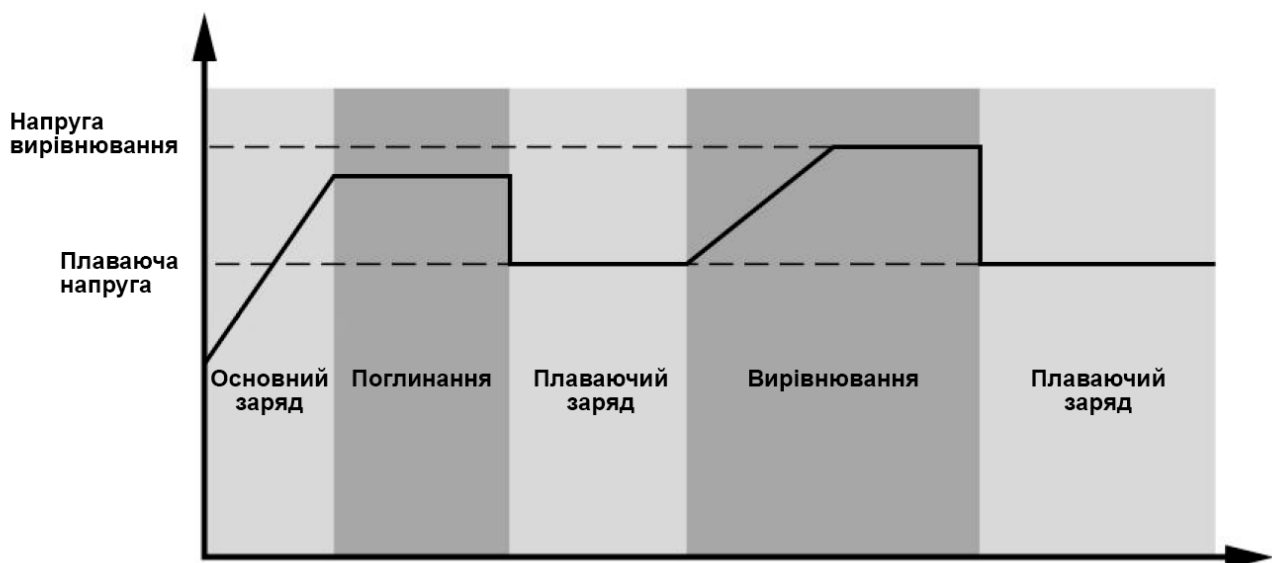 Напруга
вирівнювання
Плаваюча
напруга
Основний
заряд
Поглинання
Плаваючий
заряд
Вирівнювання
Плаваючий
заряд